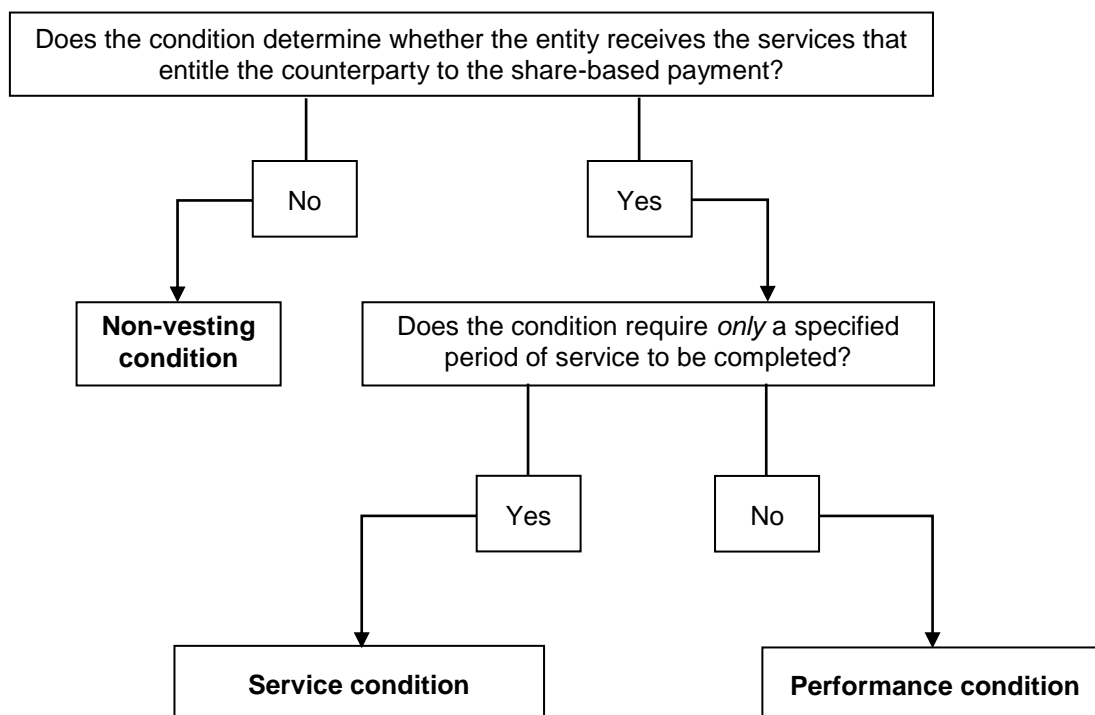 Does the condition determine whether the entity receives the services that
entitle the counterparty to the share-based payment?
No
Yes
Non-vesting
condition
Does the condition require only a specified
period of service to be completed?
Yes
No
Service condition
Performance condition